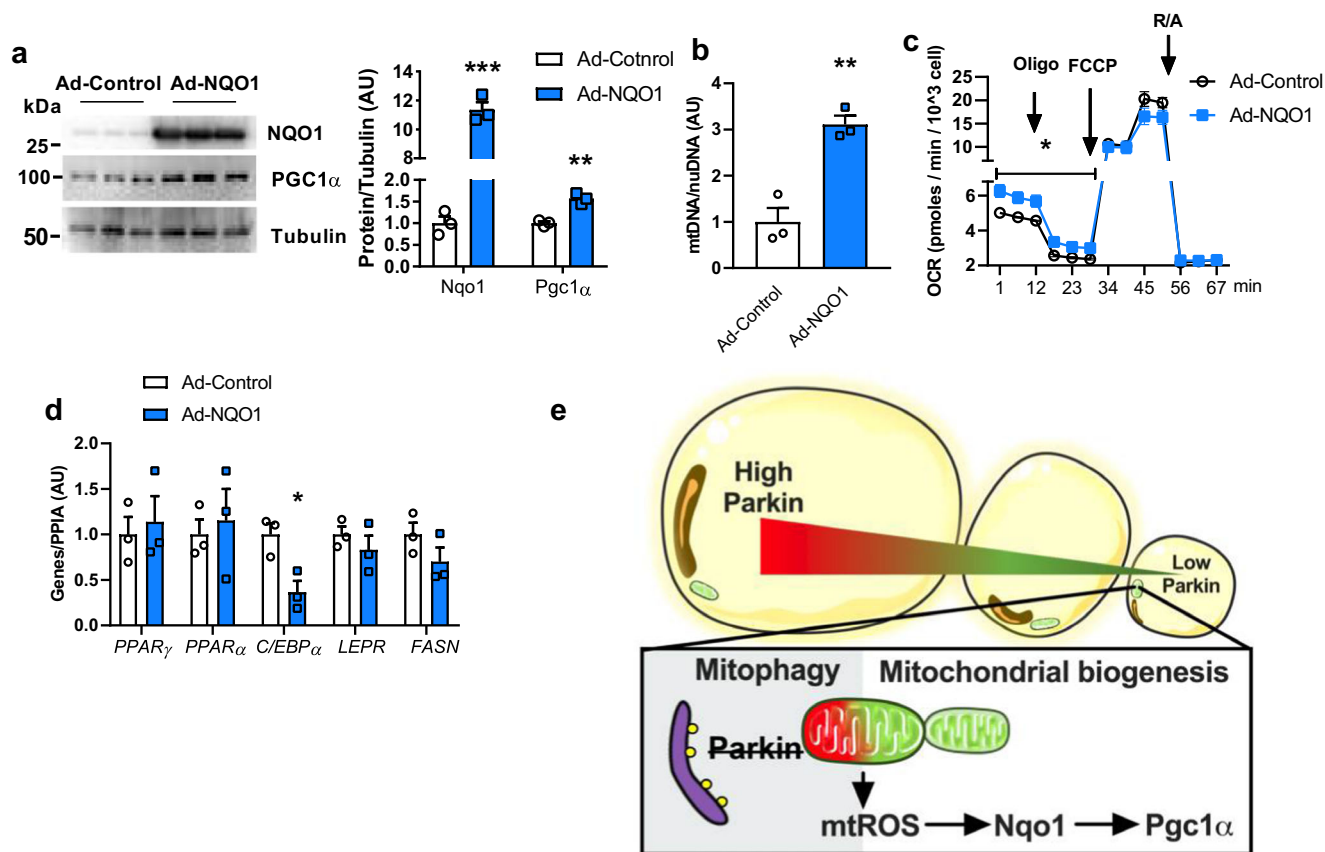 a
Ad-Control Ad-NQO1
kDa
25
100
50
NQO1
PGC1α
Tubulin
Ad-Cotnrol
Ad-NQO1
Protein/Tubulin (AU)
14
12
10
8
6
2.0
1.5
1.0
0.5
0.0
***
**
Nqo1 Pgc1α
b
mtDNA/nuDNA (AU)
4
3
2
1
0
**
Ad-Control
Ad-NQO1
c
R/A
Oligo
FCCP
*
Ad-Control
Ad-NQO1
OCR (pmoles / min / 10^3 cell)
25
20
15
10
6
4
2
1 12 23 34 45 56 67 min
d
Ad-Control
Ad-NQO1
Genes/PPIA (AU)
2.0
1.5
1.0
0.5
0.0
*
PPARγ PPARα C/EBPα LEPR FASN
e
High
Parkin
Low
Parkin
Mitophagy Mitochondrial biogenesis
Parkin
mtROS Nqo1 Pgc1α